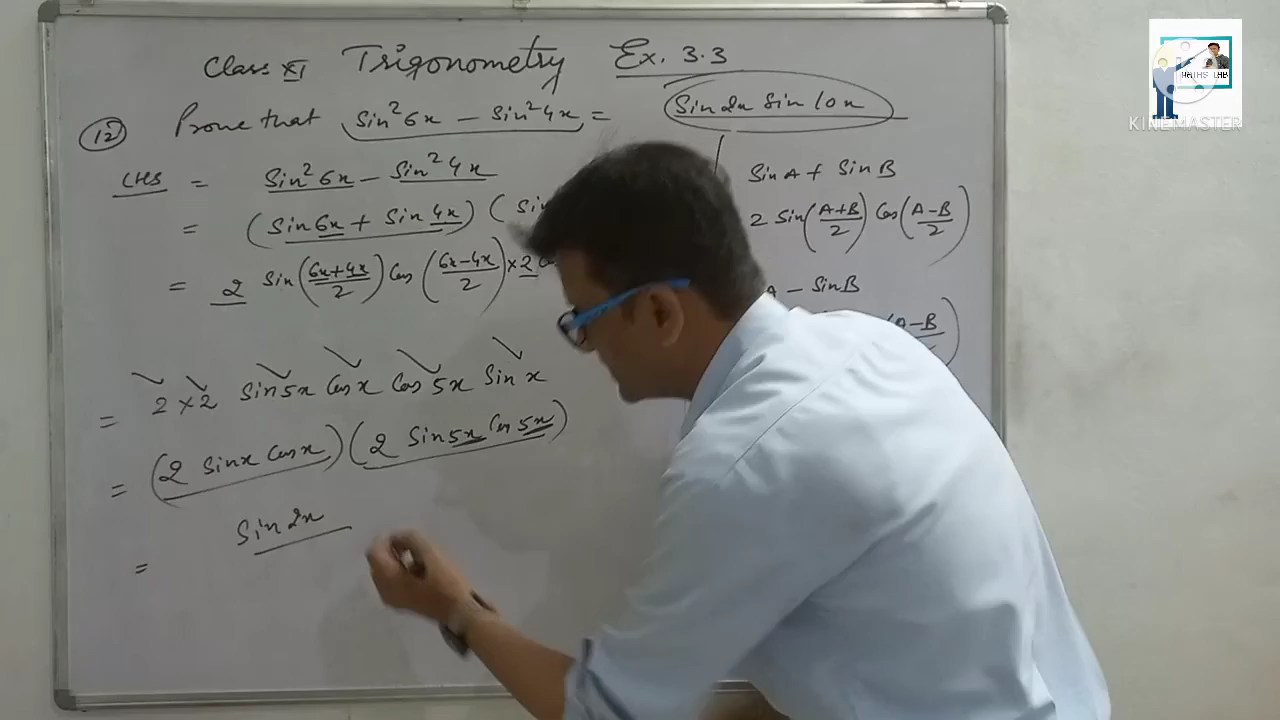 Class XI Trigonometry Ex. 3.3
12 Prove that Sin²6x - Sin²4x = Sin2x Sin10x
LHS = Sin²6x - Sin²4x
= (Sin6x + Sin4x) (Sin
= 2 Sin(6x+4x/2) Cos(6x-4x/2) × 2
= 2×2 Sin5x Cosx Cos5x Sinx
= (2 Sinx Cosx)(2 Sin5x Cos5x)
= Sin2x
SinA + SinB
2 Sin(A+B/2) Cos(A-B/2)
A - SinB
A-B
MATHS LAB
KINEMASTER